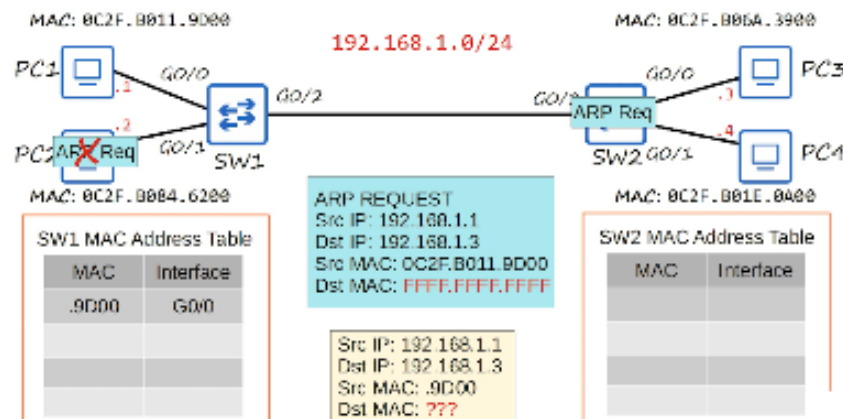 MAC: 0C2F.B011.9D00
MAC: 0C2F.B06A.3900
192.168.1.0/24
PC1
G0/0
.1
G0/2
G0/0
PC3
.3
.2
ARP Req
PC2
ARP Req
G0/1
SW1
SW2
G0/1
.4
PC4
MAC: 0C2F.B084.6200
MAC: 0C2F.B01E.0A00
ARP REQUEST
Src IP: 192.168.1.1
Dst IP: 192.168.1.3
Src MAC: 0C2F.B011.9D00
Dst MAC: FFFF.FFFF.FFFF
SW1 MAC Address Table
MAC Interface
.9D00 G0/0
SW2 MAC Address Table
MAC Interface
Src IP: 192.168.1.1
Dst IP: 192.168.1.3
Src MAC: .9D00
Dst MAC: ???